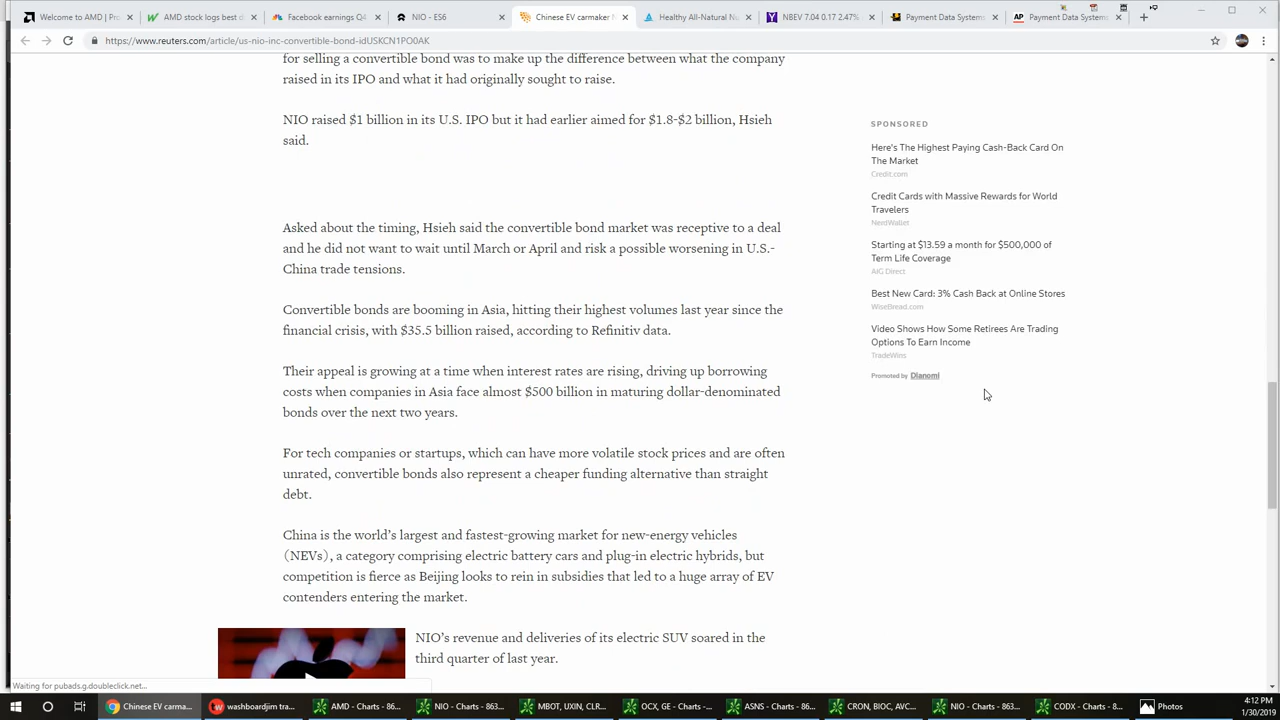 Welcome to AMD | Proc
AMD stock logs best d
Facebook earnings Q4
NIO - ES6
Chinese EV carmaker N
Healthy All-Natural Nu
NBEV 7.04 0.17 2.47%
Payment Data Systems
AP Payment Data Systems
https://www.reuters.com/article/us-nio-inc-convertible-bond-idUSKCN1PO0AK
for selling a convertible bond was to make up the difference between what the company
raised in its IPO and what it had originally sought to raise.
NIO raised $1 billion in its U.S. IPO but it had earlier aimed for $1.8-$2 billion, Hsieh
said.
Asked about the timing, Hsieh said the convertible bond market was receptive to a deal
and he did not want to wait until March or April and risk a possible worsening in U.S.-
China trade tensions.
Convertible bonds are booming in Asia, hitting their highest volumes last year since the
financial crisis, with $35.5 billion raised, according to Refinitiv data.
Their appeal is growing at a time when interest rates are rising, driving up borrowing
costs when companies in Asia face almost $500 billion in maturing dollar-denominated
bonds over the next two years.
For tech companies or startups, which can have more volatile stock prices and are often
unrated, convertible bonds also represent a cheaper funding alternative than straight
debt.
China is the world's largest and fastest-growing market for new-energy vehicles
(NEVs), a category comprising electric battery cars and plug-in electric hybrids, but
competition is fierce as Beijing looks to rein in subsidies that led to a huge array of EV
contenders entering the market.
NIO's revenue and deliveries of its electric SUV soared in the
third quarter of last year.
SPONSORED
Here's The Highest Paying Cash-Back Card On
The Market
Credit.com
Credit Cards with Massive Rewards for World
Travelers
NerdWallet
Starting at $13.59 a month for $500,000 of
Term Life Coverage
AIG Direct
Best New Card: 3% Cash Back at Online Stores
WiseBread.com
Video Shows How Some Retirees Are Trading
Options To Earn Income
TradeWins
Promoted by Dianomi
Waiting for pubads.g.doubleclick.net...
Chinese EV carma...
washboardjim tra...
AMD - Charts - 86...
NIO - Charts - 863...
MBOT, UXIN, CLR...
QCX, GE - Charts -...
ASNS - Charts - 86...
CRON, BIOC, AVC...
NIO - Charts - 863...
CODX - Charts - 8...
Photos
4:12 PM
1/30/2019